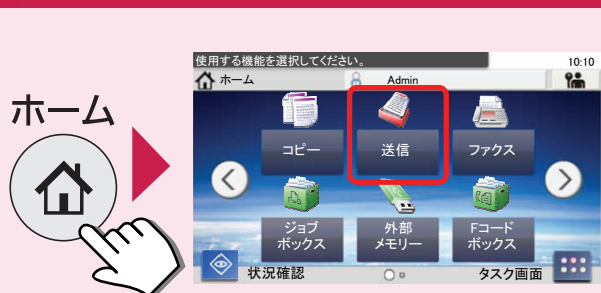 使用する機能を選択してください。 10:10
ホーム Admin
ホーム
コピー 送信 ファクス
ジョブ
ボックス
外部
メモリー
Fコード
ボックス
状況確認 タスク画面